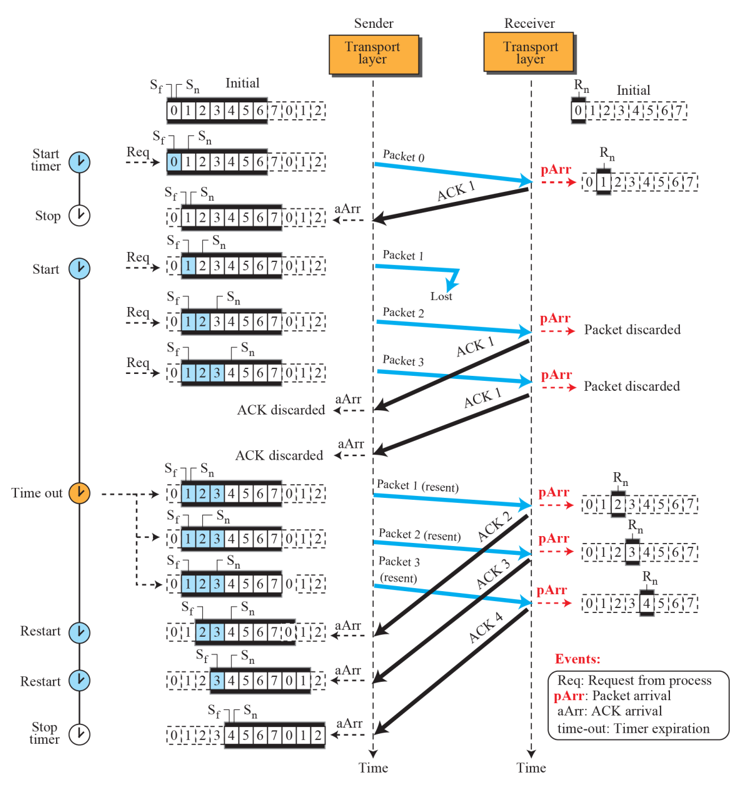 Sender Receiver
Transport layer Transport layer
S_f S_n Initial R_n Initial
0 1 2 3 4 5 6 7 0 1 2 0 1 2 3 4 5 6 7
S_f S_n
Start timer Req 0 1 2 3 4 5 6 7 0 1 2 Packet 0 pArr R_n
0 1 2 3 4 5 6 7
S_f S_n ACK 1
Stop 0 1 2 3 4 5 6 7 0 1 2 aArr
S_f S_n
Start Req 0 1 2 3 4 5 6 7 0 1 2 Packet 1
Lost
S_f S_n
Req 0 1 2 3 4 5 6 7 0 1 2 Packet 2 pArr Packet discarded
ACK 1
S_f S_n
Req 0 1 2 3 4 5 6 7 0 1 2 Packet 3 pArr Packet discarded
ACK discarded aArr ACK 1
ACK discarded aArr
S_f S_n
Time out 0 1 2 3 4 5 6 7 0 1 2 Packet 1 (resent) pArr R_n
0 1 2 3 4 5 6 7
S_f S_n ACK 2
0 1 2 3 4 5 6 7 0 1 2 Packet 2 (resent) pArr R_n
0 1 2 3 4 5 6 7
S_f S_n Packet 3 (resent) ACK 3
0 1 2 3 4 5 6 7 0 1 2 pArr R_n
0 1 2 3 4 5 6 7
S_f S_n ACK 4
Restart 0 1 2 3 4 5 6 7 0 1 2 aArr
S_f S_n
Restart 0 1 2 3 4 5 6 7 0 1 2 aArr
S_f S_n
Stop timer 0 1 2 3 4 5 6 7 0 1 2 aArr
Time Time
Events:
Req: Request from process
pArr: Packet arrival
aArr: ACK arrival
time-out: Timer expiration